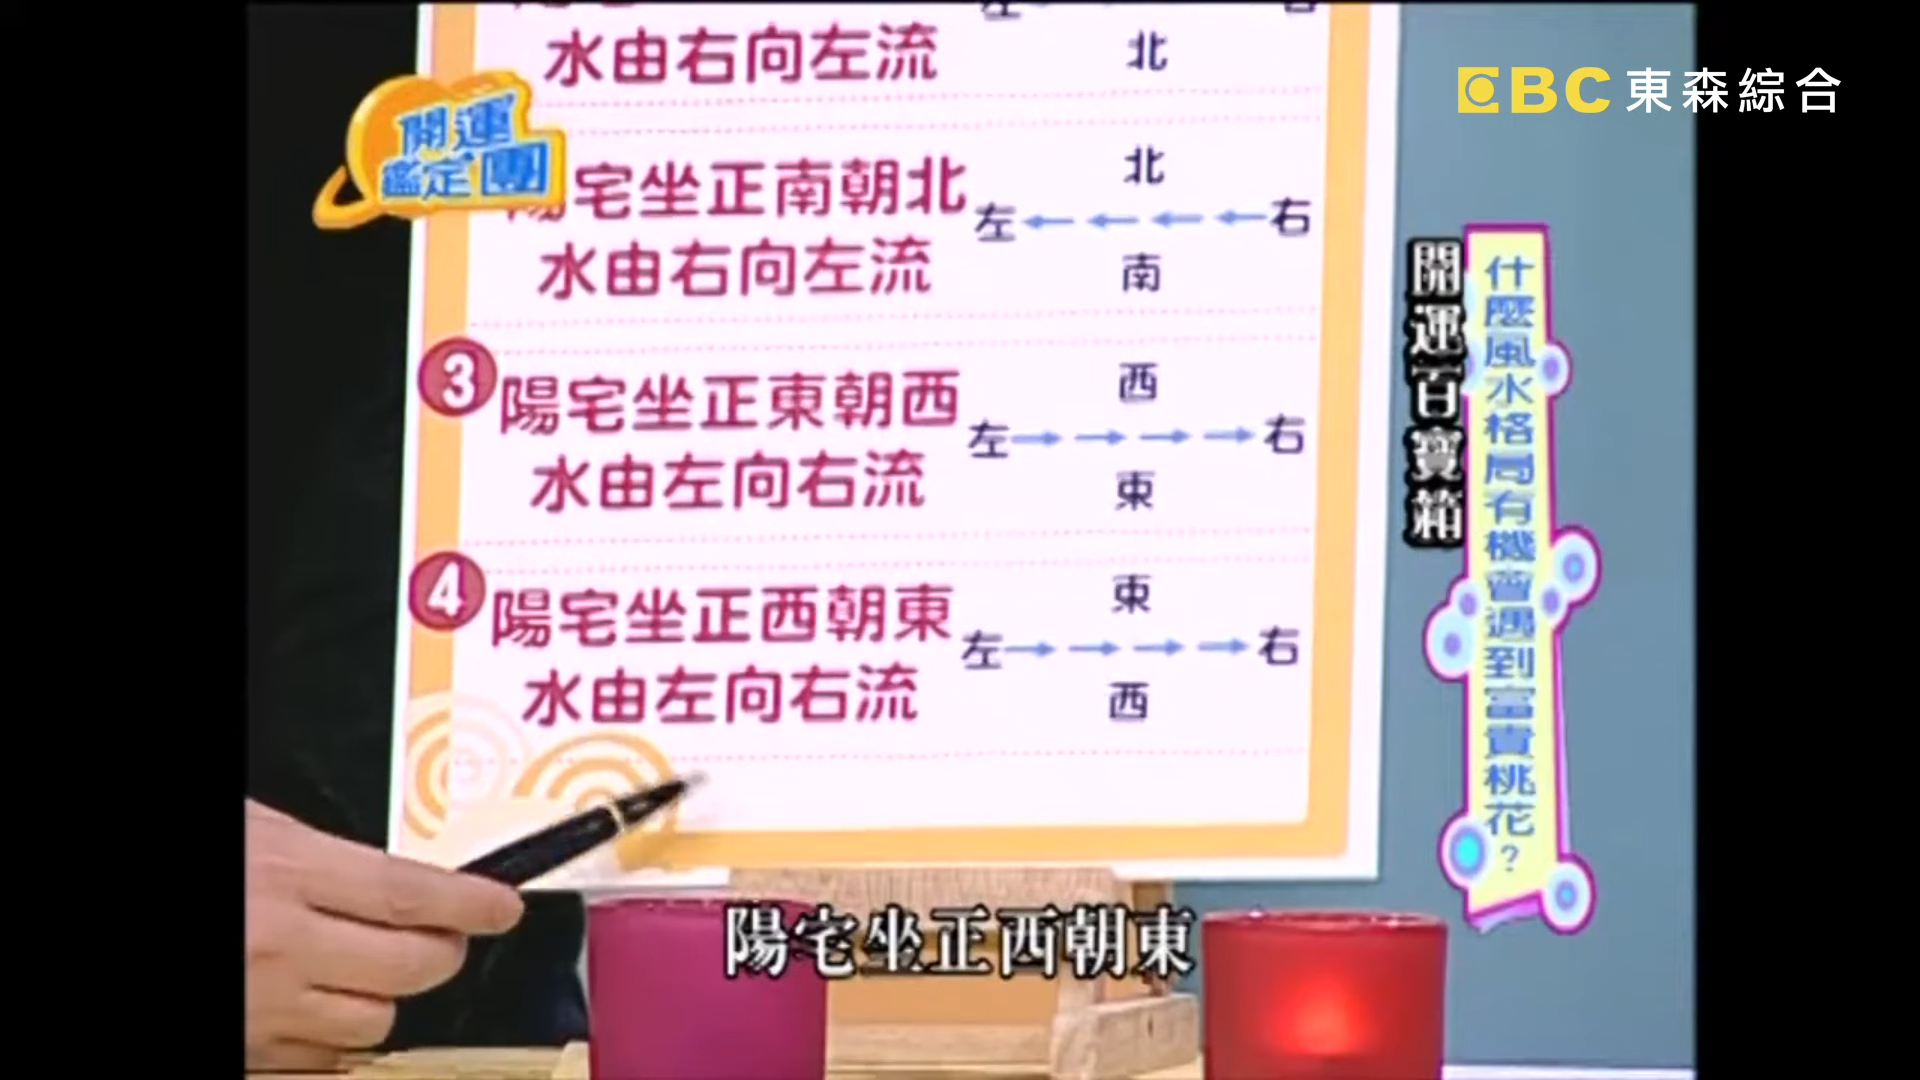 左 右
水由右向左流
北
EBC 東森綜合
開運
鑑定團
陽宅坐正南朝北
水由右向左流
北
左 右
南
3
陽宅坐正東朝西
水由左向右流
西
左 右
東
4
陽宅坐正西朝東
水由左向右流
東
左 右
西
開運百寶箱
什麼風水格局有機會遇到富貴桃花?
陽宅坐正西朝東